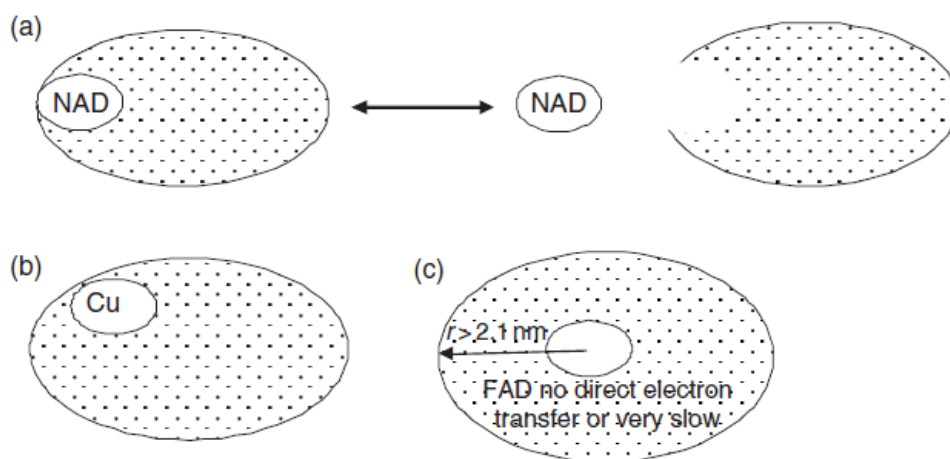 (a)
NAD
NAD
(b)
Cu
(c)
r > 2.1 nm
FAD no direct electron
transfer or very slow